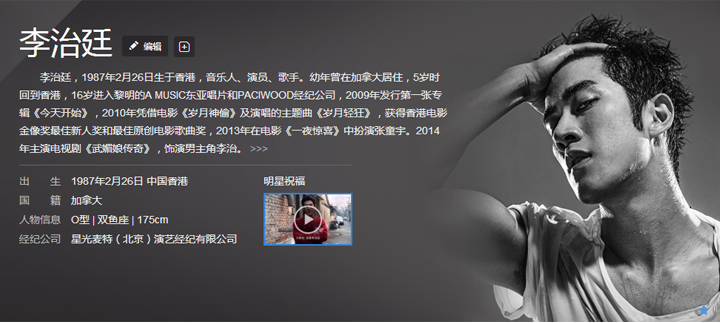 李治廷 编辑
李治廷，1987年2月26日生于香港，音乐人、演员、歌手。幼年曾在加拿大居住，5岁时
回到香港，16岁进入黎明的A MUSIC东亚唱片和PACIWOOD经纪公司，2009年发行第一张专
辑《今天开始》，2010年凭借电影《岁月神偷》及演唱的主题曲《岁月轻狂》，获得香港电影
金像奖最佳新人奖和最佳原创电影歌曲奖，2013年在电影《一夜惊喜》中扮演张童宇。2014
年主演电视剧《武媚娘传奇》，饰演男主角李治。 >>>
出 生 1987年2月26日 中国香港 明星祝福
国 籍 加拿大
人物信息 O型 | 双鱼座 | 175cm
经纪公司 星光麦特（北京）演艺经纪有限公司